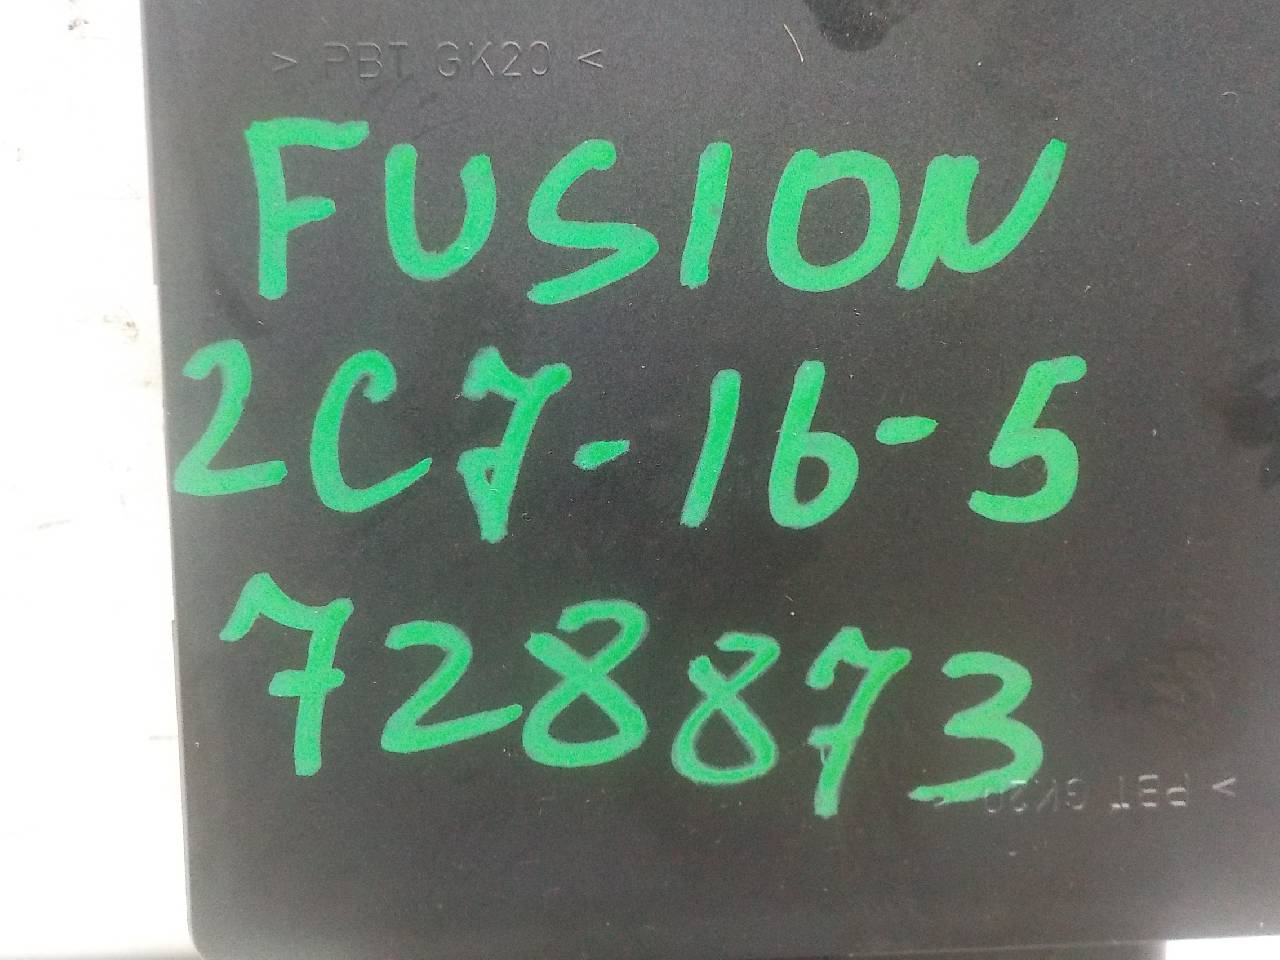 > PBT GK20 <
FUSION
2C7-16-5
728873
> PBT GK20 <